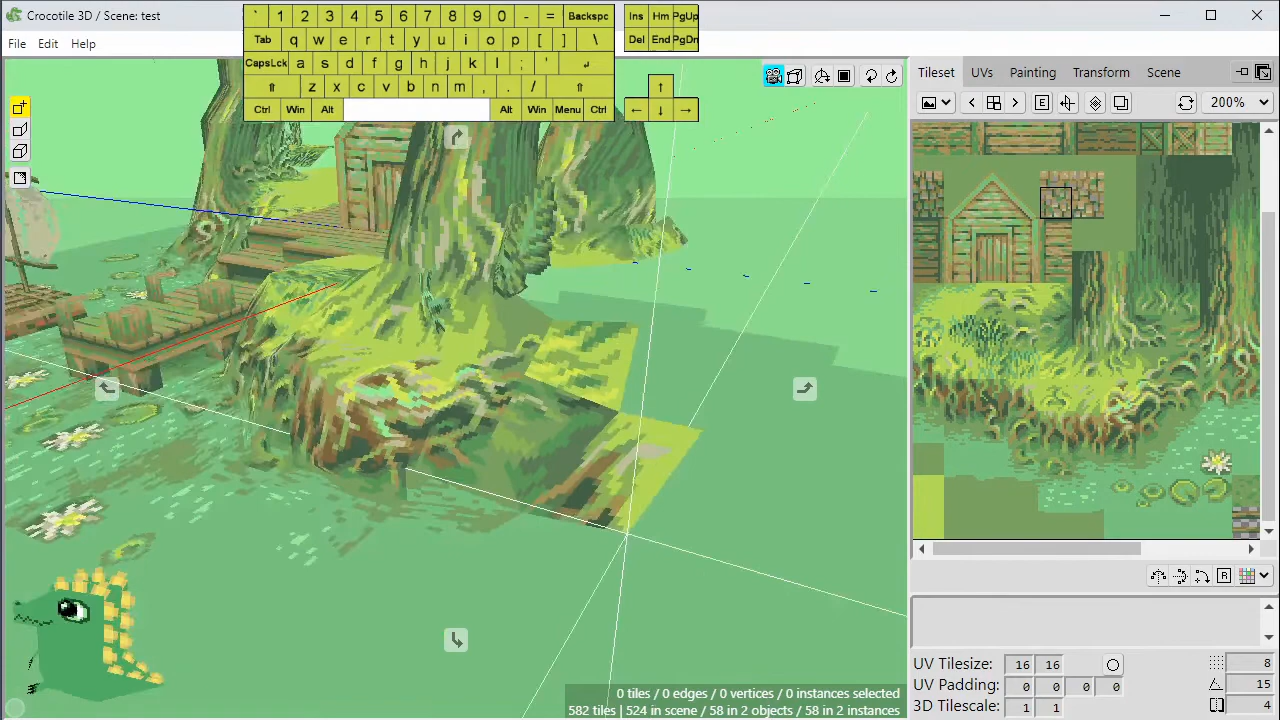 Crocotile 3D / Scene: test
File Edit Help
` 1 2 3 4 5 6 7 8 9 0 - = Backspc
Tab q w e r t y u i o p [ ] \
CapsLck a s d f g h j k l ; ' ↵
⇧ z x c v b n m , . / ⇧
Ctrl Win Alt Alt Win Menu Ctrl
Ins Hm PgUp
Del End PgDn
↑
← ↓ →
Tileset UVs Painting Transform Scene
E 200%
R
UV Tilesize: 16 16 8
UV Padding: 0 0 0 0 15
3D Tilescale: 1 1 4
0 tiles / 0 edges / 0 vertices / 0 instances selected
582 tiles | 524 in scene / 58 in 2 objects / 58 in 2 instances